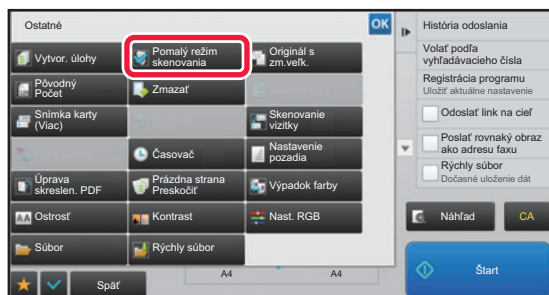 Ostatné
OK
Vytvor. úlohy
Pomalý režim
skenovania
Originál s
zm.veľk.
Pôvodný
Počet
Zmazať
Snímka karty
(Viac)
Skenovanie
vizitky
Časovač
Nastavenie
pozadia
Úprava
skreslen. PDF
Prázdna strana
Preskočiť
Výpadok farby
AA Ostrosť
Kontrast
Nast. RGB
Súbor
Rýchly súbor
Späť
A4
A4
História odoslania
Volať podľa
vyhľadávacieho čísla
Registrácia programu
Uložiť aktuálne nastavenie
Odoslať link na cieľ
Poslať rovnaký obraz
ako adresu faxu
Rýchly súbor
Dočasné uloženie dát
Náhľad
CA
Štart